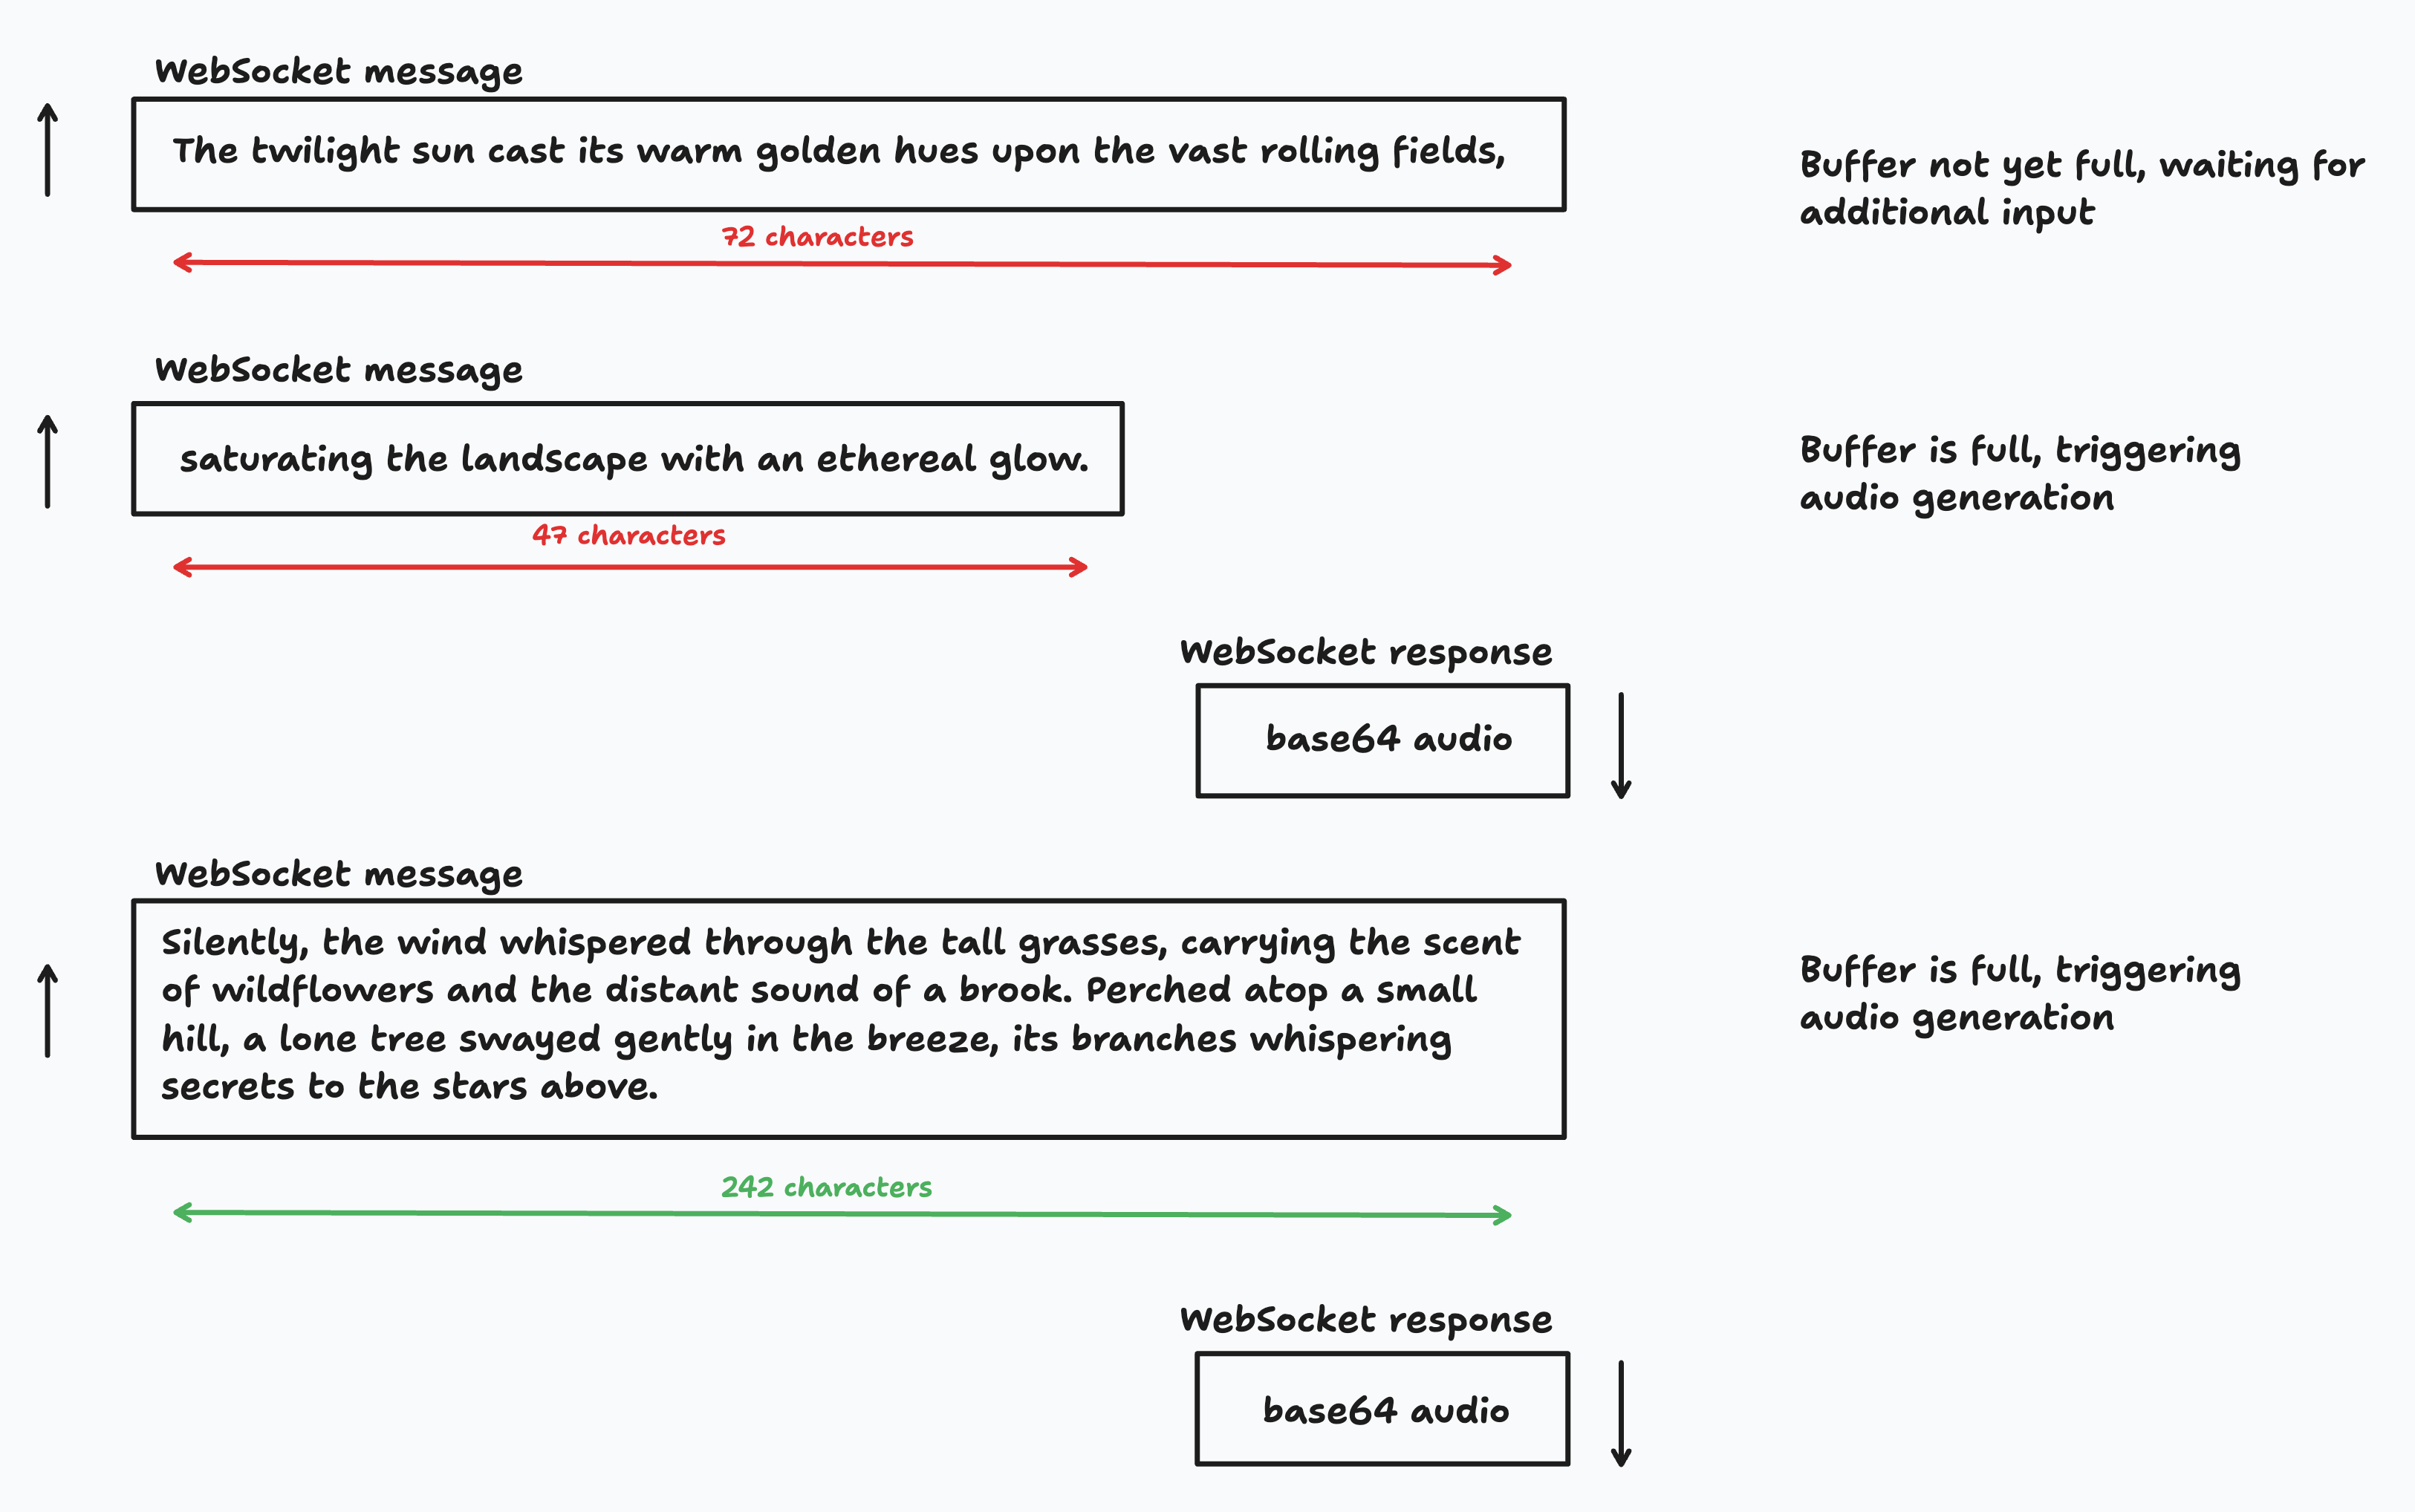 WebSocket message
The twilight sun cast its warm golden hues upon the vast rolling fields,
72 characters
Buffer not yet full, waiting for
additional input
WebSocket message
saturating the landscape with an ethereal glow.
47 characters
Buffer is full, triggering
audio generation
WebSocket response
base64 audio
WebSocket message
Silently, the wind whispered through the tall grasses, carrying the scent
of wildflowers and the distant sound of a brook. Perched atop a small
hill, a lone tree swayed gently in the breeze, its branches whispering
secrets to the stars above.
242 characters
Buffer is full, triggering
audio generation
WebSocket response
base64 audio